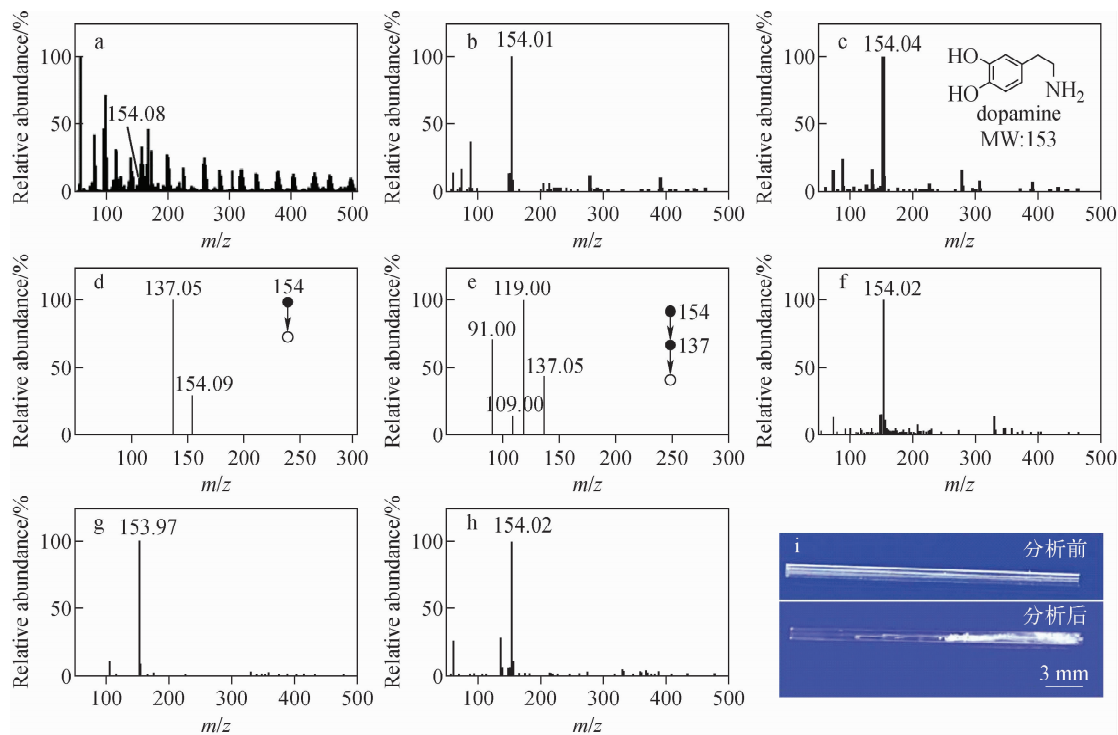 a
154.08
Relative abundance/%
100
50
0
100 200 300 400 500
m/z
b
154.01
Relative abundance/%
100
50
0
100 200 300 400 500
m/z
c
154.04
HO
HO
NH2
dopamine
MW:153
Relative abundance/%
100
50
0
100 200 300 400 500
m/z
d
137.05
154
154.09
Relative abundance/%
100
50
0
100 150 200 250 300
m/z
e
119.00
154
91.00
137
137.05
109.00
Relative abundance/%
100
50
0
100 150 200 250 300
m/z
f
154.02
Relative abundance/%
100
50
0
100 200 300 400 500
m/z
g
153.97
Relative abundance/%
100
50
0
100 200 300 400 500
m/z
h
154.02
Relative abundance/%
100
50
0
100 200 300 400 500
m/z
i
分析前
分析后
3 mm